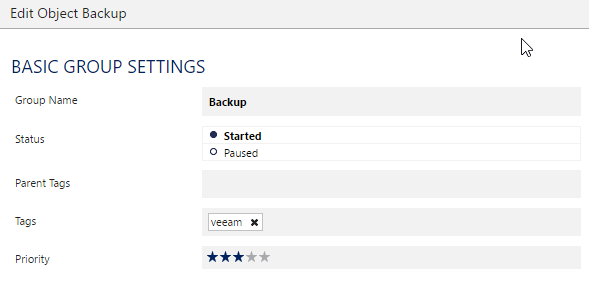 Edit Object Backup
BASIC GROUP SETTINGS
Group Name Backup
Status Started
Paused
Parent Tags
Tags veeam ✖
Priority ★★★★★